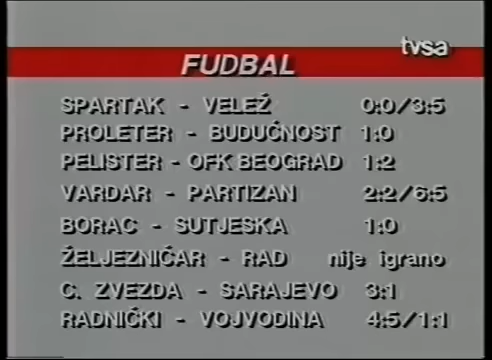 tvsa
FUDBAL
SPARTAK - VELEŽ 0:0/3:5
PROLETER - BUDUĆNOST 1:0
PELISTER - OFK BEOGRAD 1:2
VARDAR - PARTIZAN 2:2/6:5
BORAC - SUTJESKA 1:0
ŽELJEZNIČAR - RAD nije igrano
C. ZVEZDA - SARAJEVO 3:1
RADNIČKI - VOJVODINA 4:5/1:1